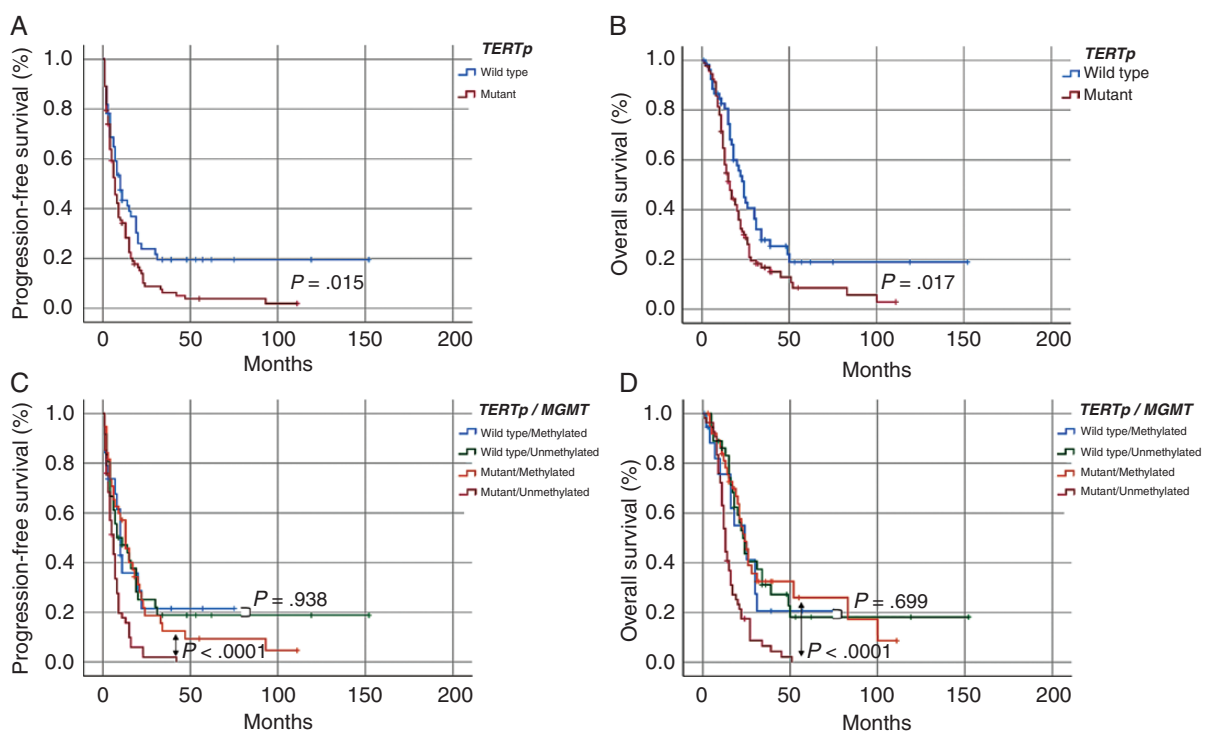 A
Progression-free survival (%)
1.0
0.8
0.6
0.4
0.2
0.0
0 50 100 150 200
Months
TERTp
Wild type
Mutant
P = .015
B
Overall survival (%)
1.0
0.8
0.6
0.4
0.2
0.0
0 50 100 150 200
Months
TERTp
Wild type
Mutant
P = .017
C
Progression-free survival (%)
1.0
0.8
0.6
0.4
0.2
0.0
0 50 100 150 200
Months
TERTp / MGMT
Wild type/Methylated
Wild type/Unmethylated
Mutant/Methylated
Mutant/Unmethylated
P = .938
P < .0001
D
Overall survival (%)
1.0
0.8
0.6
0.4
0.2
0.0
0 50 100 150 200
Months
TERTp / MGMT
Wild type/Methylated
Wild type/Unmethylated
Mutant/Methylated
Mutant/Unmethylated
P = .699
P < .0001